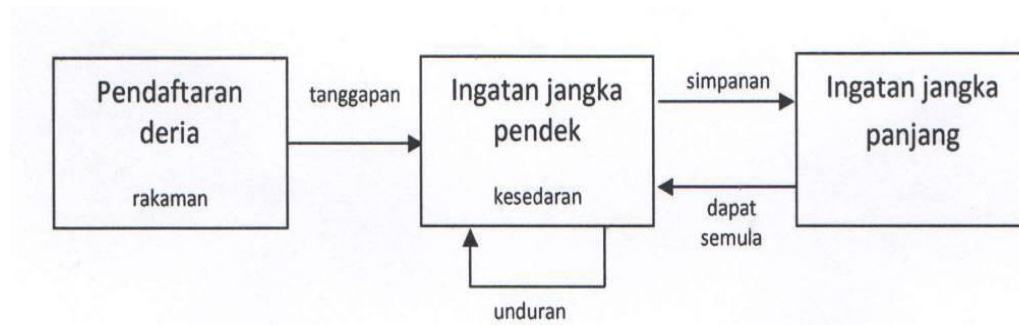 Pendaftaran
deria
rakaman
tanggapan
Ingatan jangka
pendek
kesedaran
simpanan
dapat
semula
Ingatan jangka
panjang
unduran